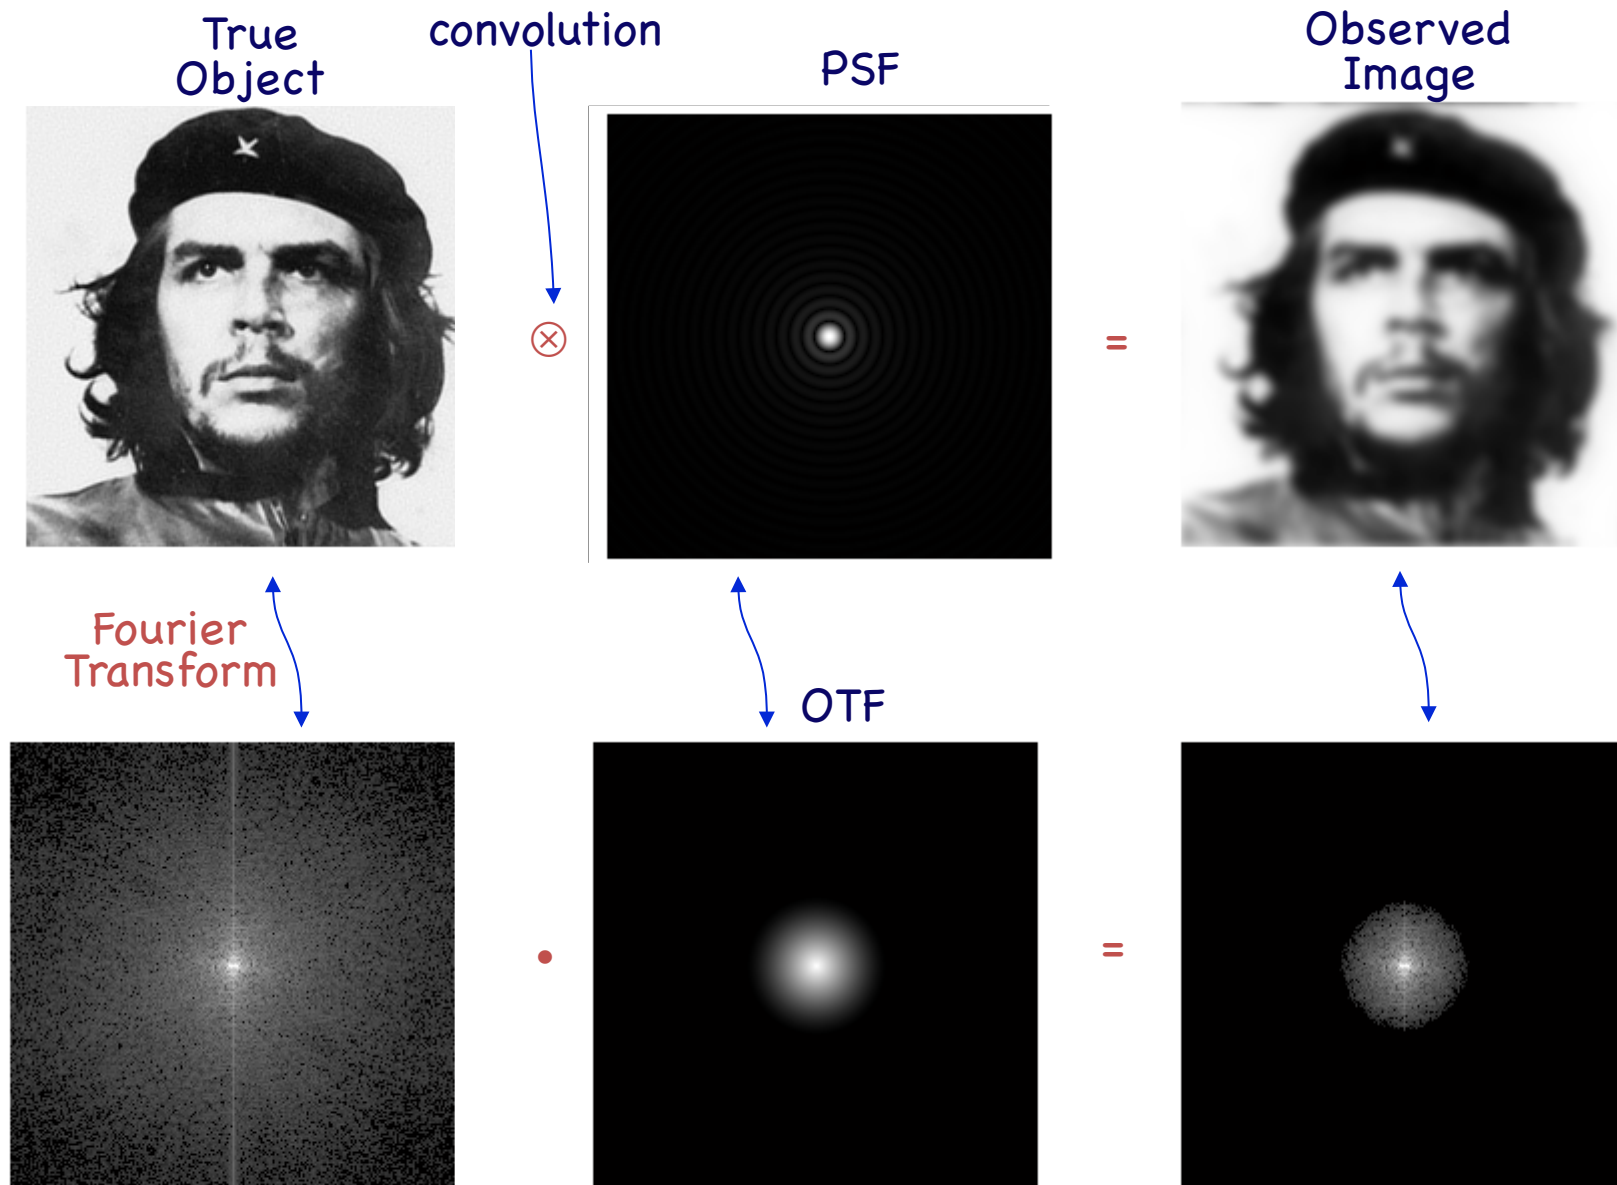 True
Object
convolution
PSF
Observed
Image
⊗
=
Fourier
Transform
OTF
•
=